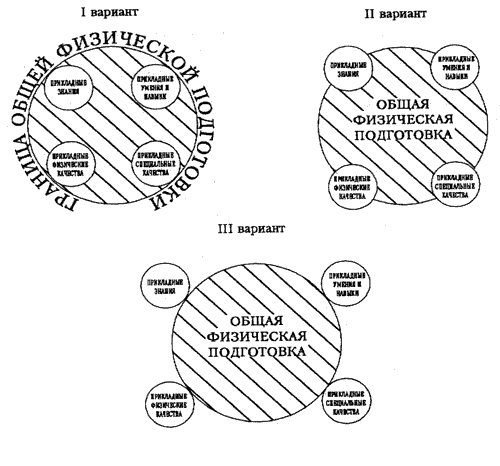 I вариант
ГРАНИЦА ОБЩЕЙ ФИЗИЧЕСКОЙ ПОДГОТОВКИ
ПРИКЛАДНЫЕ
ЗНАНИЯ
ПРИКЛАДНЫЕ
УМЕНИЯ И
НАВЫКИ
ПРИКЛАДНЫЕ
ФИЗИЧЕСКИЕ
КАЧЕСТВА
ПРИКЛАДНЫЕ
СПЕЦИАЛЬНЫЕ
КАЧЕСТВА
II вариант
ПРИКЛАДНЫЕ
ЗНАНИЯ
ПРИКЛАДНЫЕ
УМЕНИЯ И
НАВЫКИ
ОБЩАЯ
ФИЗИЧЕСКАЯ
ПОДГОТОВКА
ПРИКЛАДНЫЕ
ФИЗИЧЕСКИЕ
КАЧЕСТВА
ПРИКЛАДНЫЕ
СПЕЦИАЛЬНЫЕ
КАЧЕСТВА
III вариант
ПРИКЛАДНЫЕ
ЗНАНИЯ
ПРИКЛАДНЫЕ
УМЕНИЯ И
НАВЫКИ
ОБЩАЯ
ФИЗИЧЕСКАЯ
ПОДГОТОВКА
ПРИКЛАДНЫЕ
ФИЗИЧЕСКИЕ
КАЧЕСТВА
ПРИКЛАДНЫЕ
СПЕЦИАЛЬНЫЕ
КАЧЕСТВА